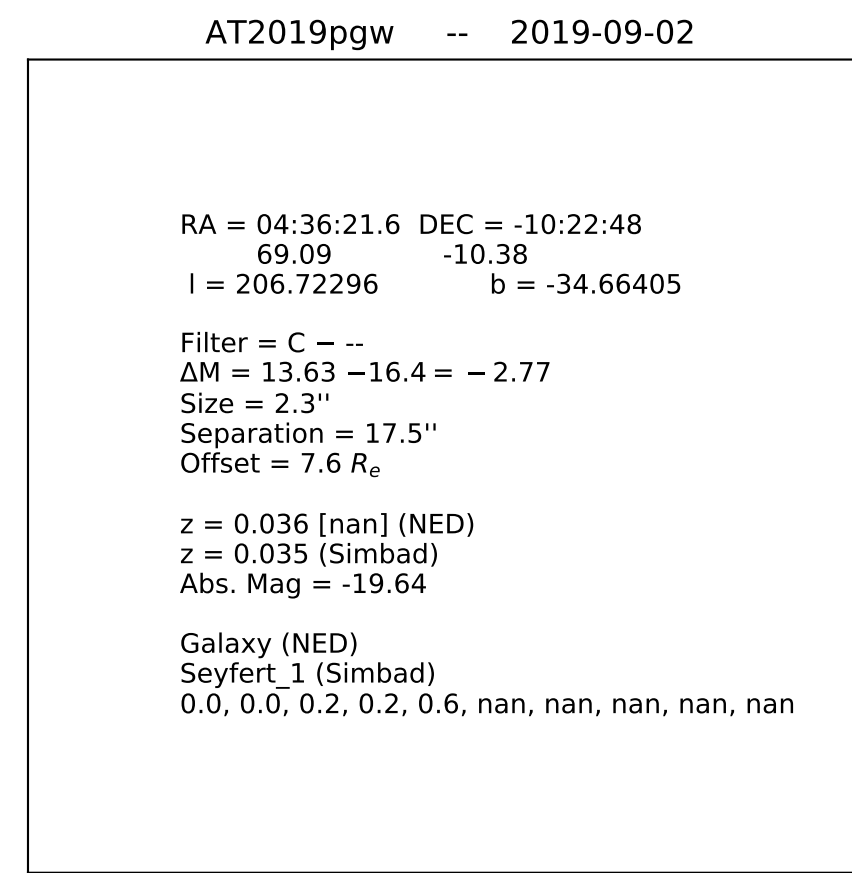 AT2019pgw -- 2019-09-02
RA = 04:36:21.6 DEC = -10:22:48
69.09 -10.38
l = 206.72296 b = -34.66405
Filter = C − --
ΔM = 13.63 −16.4 = −2.77
Size = 2.3''
Separation = 17.5''
Offset = 7.6 Rₑ
z = 0.036 [nan] (NED)
z = 0.035 (Simbad)
Abs. Mag = -19.64
Galaxy (NED)
Seyfert_1 (Simbad)
0.0, 0.0, 0.2, 0.2, 0.6, nan, nan, nan, nan, nan